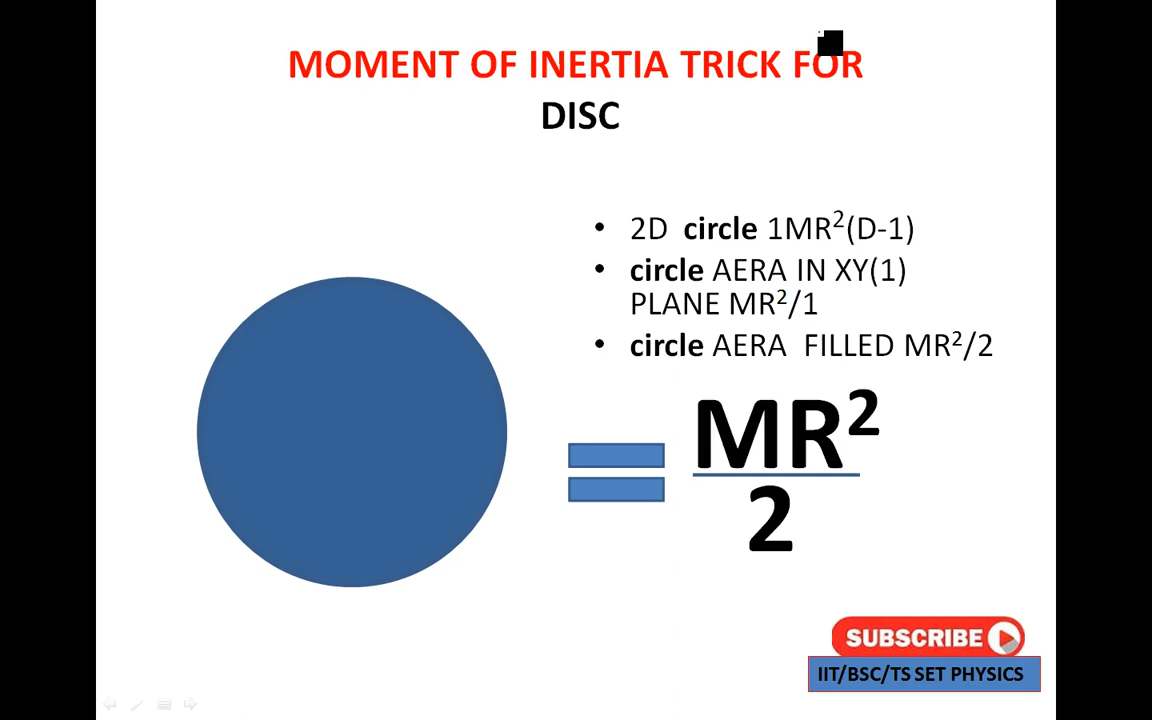 MOMENT OF INERTIA TRICK FOR
DISC
• 2D circle 1MR²(D-1)
• circle AERA IN XY(1)
PLANE MR²/1
• circle AERA FILLED MR²/2
MR²
2
SUBSCRIBE
IIT/BSC/TS SET PHYSICS